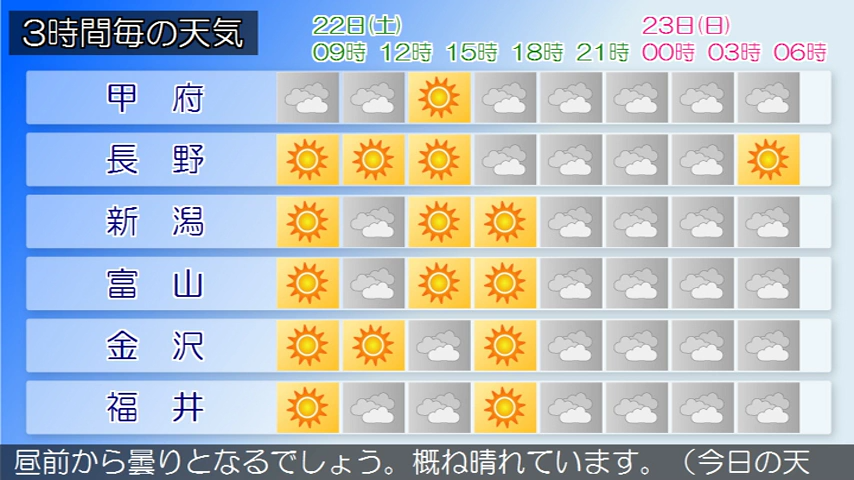 3時間毎の天気
22日(土) 23日(日)
09時 12時 15時 18時 21時 00時 03時 06時
甲 府
長 野
新 潟
富 山
金 沢
福 井
昼前から曇りとなるでしょう。概ね晴れています。（今日の天